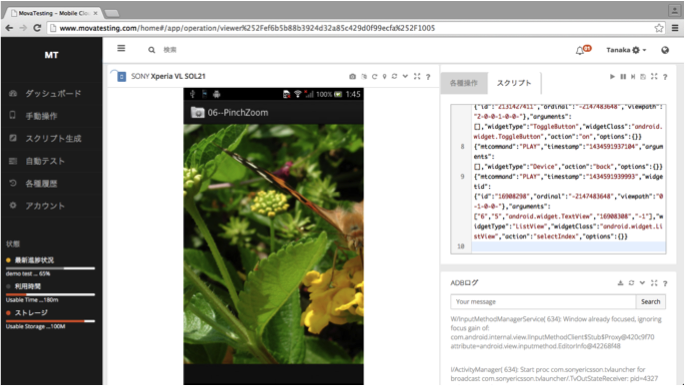 MovaTesting - Mobile Clo
www.movatesting.com/home#/app/operation/viewer%252Fef6b5b88b3924d32a85c429d0f99ecfa%252F1005
MT
検索
Tanaka
ダッシュボード
手動操作
スクリプト生成
自動テスト
各種履歴
アカウント
状態
最新進捗状況
demo test ... 65%
利用時間
Usable Time ...180m
ストレージ
Usable Storage ...100M
SONY Xperia VL SOL21
100%
1:45
06--PinchZoom
各種操作
スクリプト
{"id":"2131427411","ordinal":"-2147483648","viewpath":
"2-0-0-1-0-0-"},"arguments":
[],"widgetType":"ToggleButton","widgetClass":"android.
widget.ToggleButton","action":"on","options":{}}
8 {"mtcommand":"PLAY","timestamp":"1434591937104","argum
ents":
[],"widgetType":"Device","action":"back","options":{}}
9 {"mtcommand":"PLAY","timestamp":"1434591939993","widge
tid":
{"id":"16908298","ordinal":"-2147483648","viewpath":"0
-1-0-0-"},"arguments":
["6","5","android.widget.TextView","16908308","-1"],"w
idgetType":"ListView","widgetClass":"android.widget.Li
stView","action":"selectIndex","options":{}}
10
ADBログ
Your message
Search
W/InputMethodManagerService( 634): Window already focused, ignoring
focus gain of:
com.android.internal.view.IInputMethodClient$Stub$Proxy@420c9f70
attribute=android.view.inputmethod.EditorInfo@42268f48
I/ActivityManager( 634): Start proc com.sonyericsson.tvlauncher for
broadcast com.sonyericsson.tvlauncher/.TvOutStateReceiver: pid=4327